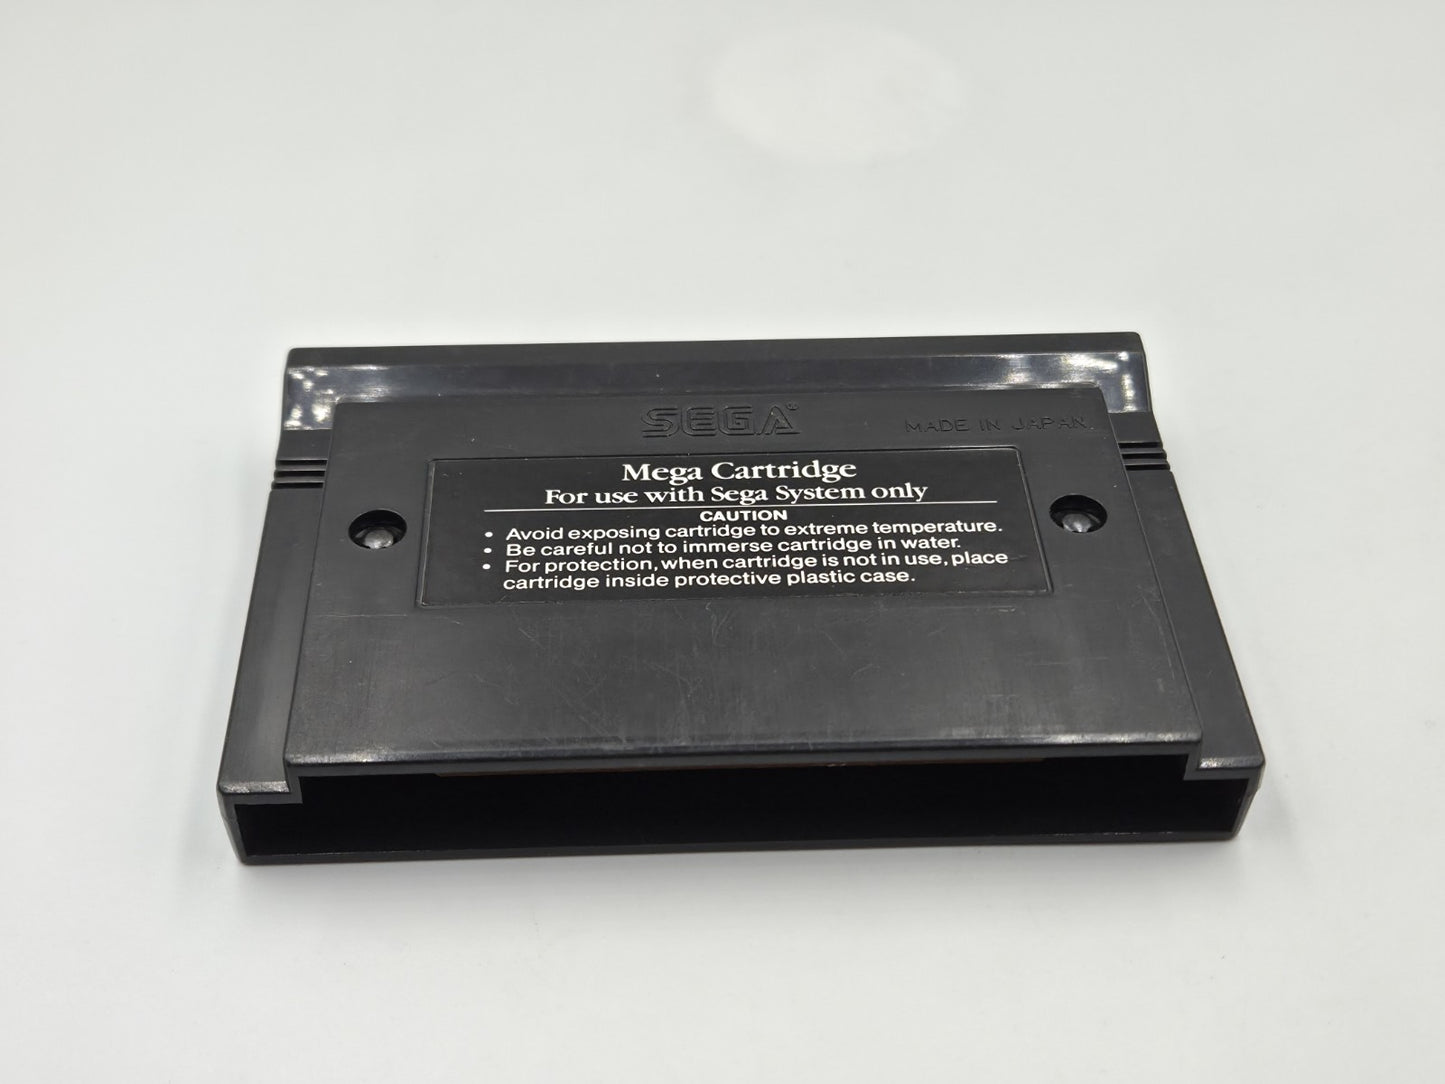 SEGA®
MADE IN JAPAN.
Mega Cartridge
For use with Sega System only
CAUTION
• Avoid exposing cartridge to extreme temperature.
• Be careful not to immerse cartridge in water.
• For protection, when cartridge is not in use, place
cartridge inside protective plastic case.